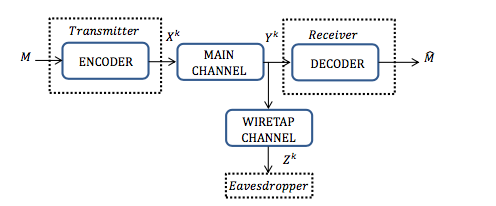 Transmitter
Receiver
X^k
Y^k
M
ENCODER
MAIN
CHANNEL
DECODER
M̂
WIRETAP
CHANNEL
Z^k
Eavesdropper